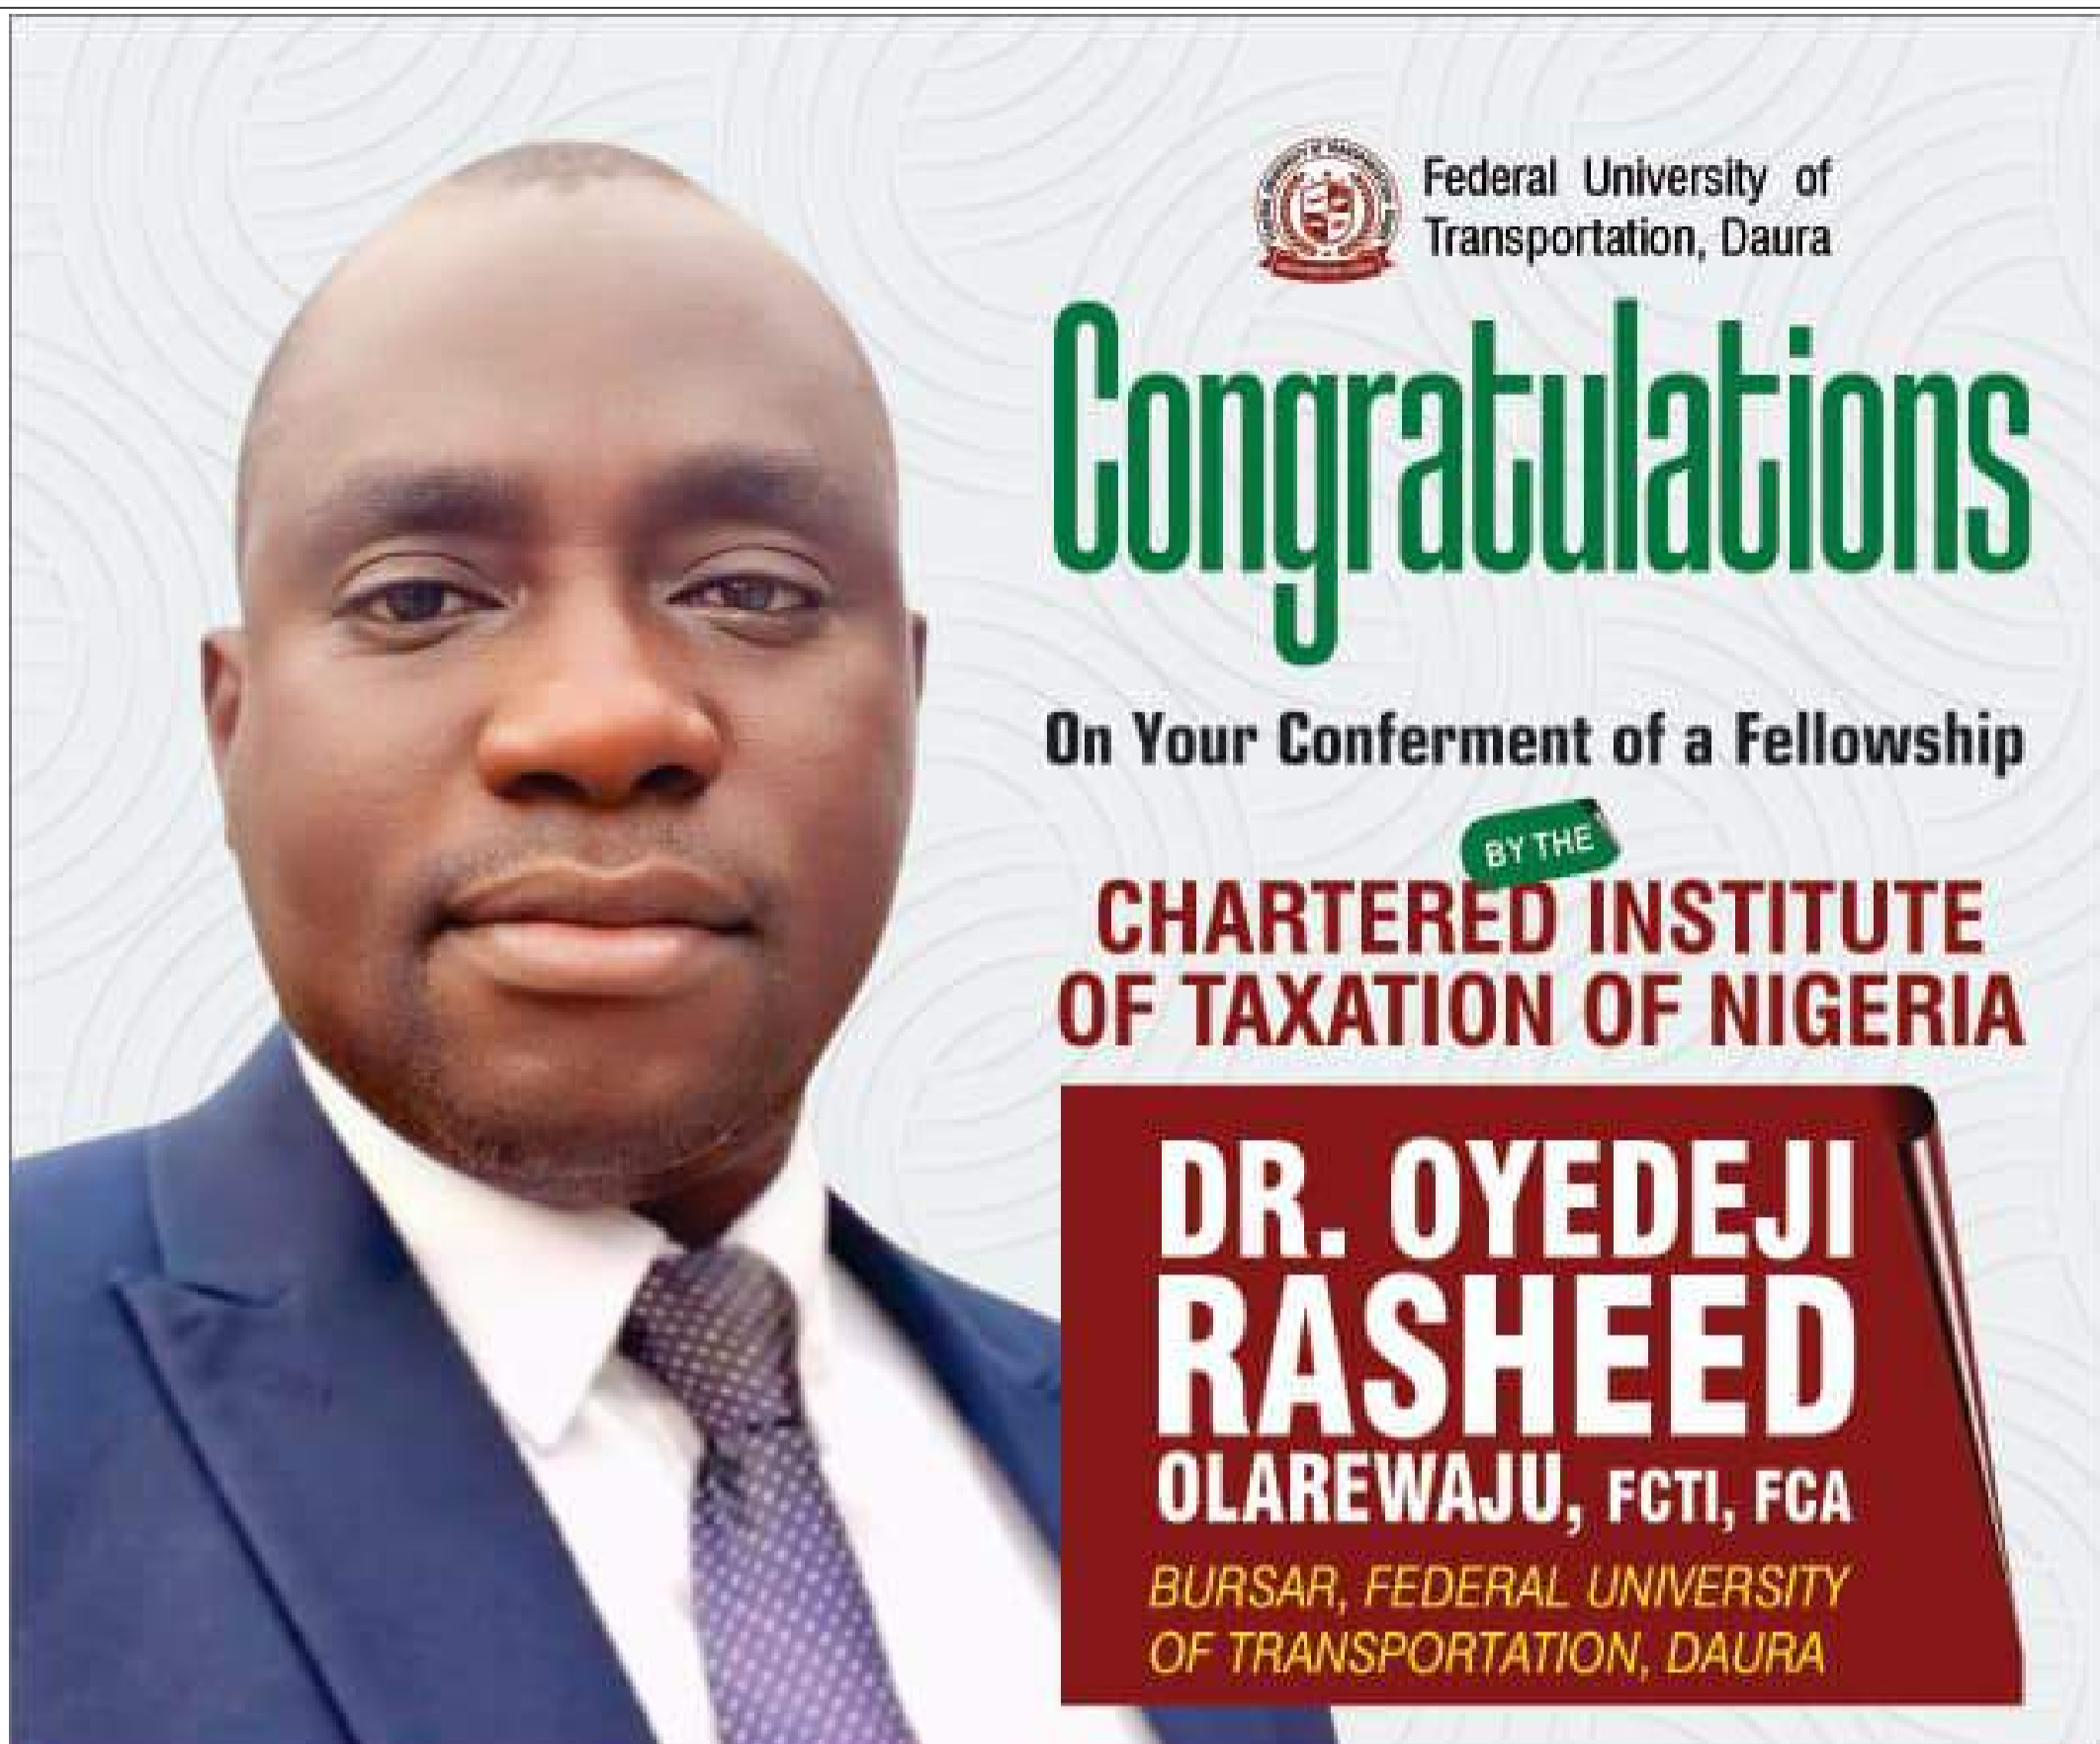 Federal University of
Transportation, Daura
Congratulations
On Your Conferment of a Fellowship
BY THE
CHARTERED INSTITUTE
OF TAXATION OF NIGERIA
DR. OYEDEJI
RASHEED
OLAREWAJU, FCTI, FCA
BURSAR, FEDERAL UNIVERSITY
OF TRANSPORTATION, DAURA